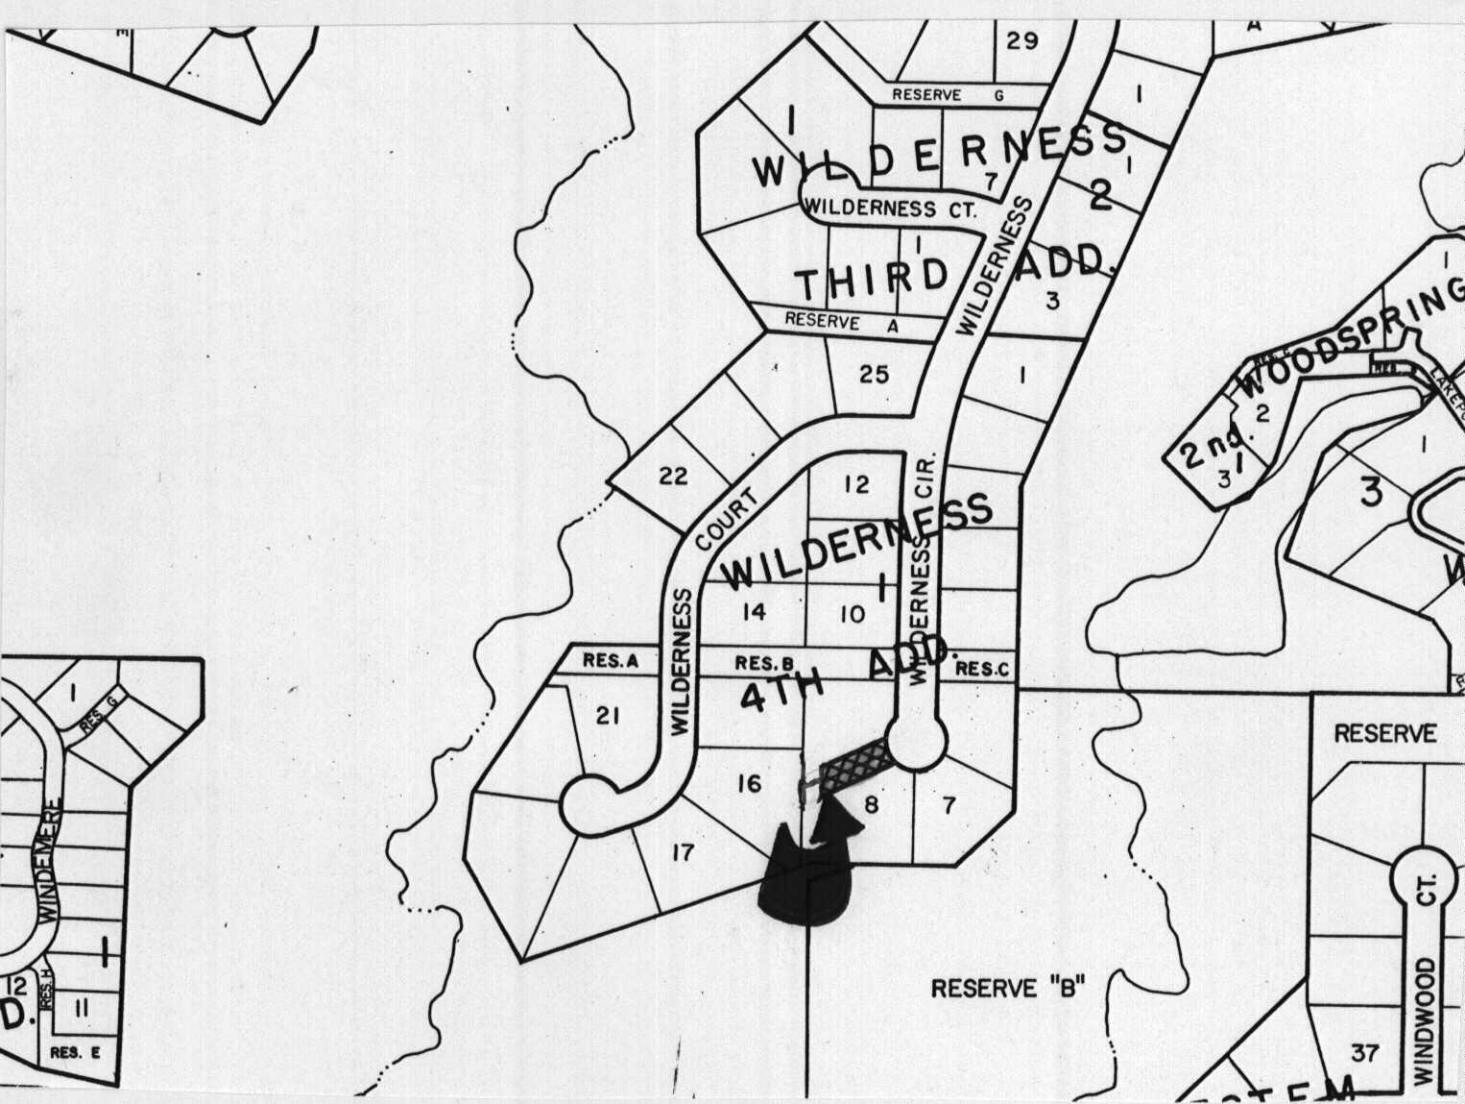 29
A
RESERVE G
1
1
WILDERNESS
1
7
2
WILDERNESS CT.
1
THIRD ADD.
WILDERNESS
3
RESERVE A
25
1
22
COURT
12
WILDERNESS CIR.
WILDERNESS
1
14
10
WILDERNESS
RES. A
RES. B
RES. C
4TH ADD.
21
16
8
7
17
RESERVE "B"
1
WOODSPRING
2
2nd.
3
1
1
3
RESERVE
CT.
WINDWOOD
37
1
RES. G
WINDEMERE
1
12
RES. H
D.
11
RES. E